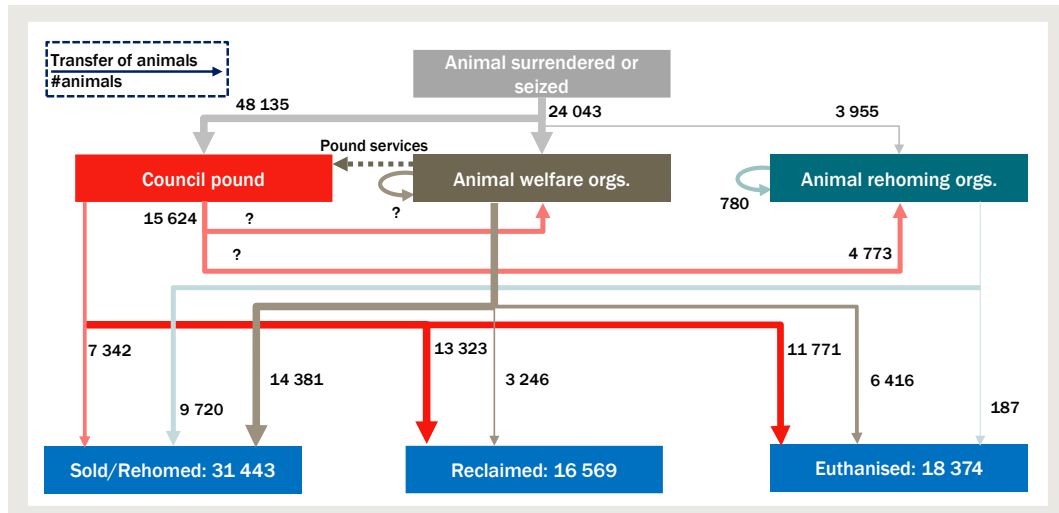 Transfer of animals
#animals
Animal surrendered or
seized
48 135
24 043
3 955
Pound services
Council pound
Animal welfare orgs.
Animal rehoming orgs.
15 624
?
?
780
?
4 773
7 342
13 323
11 771
14 381
3 246
6 416
9 720
187
Sold/Rehomed: 31 443
Reclaimed: 16 569
Euthanised: 18 374